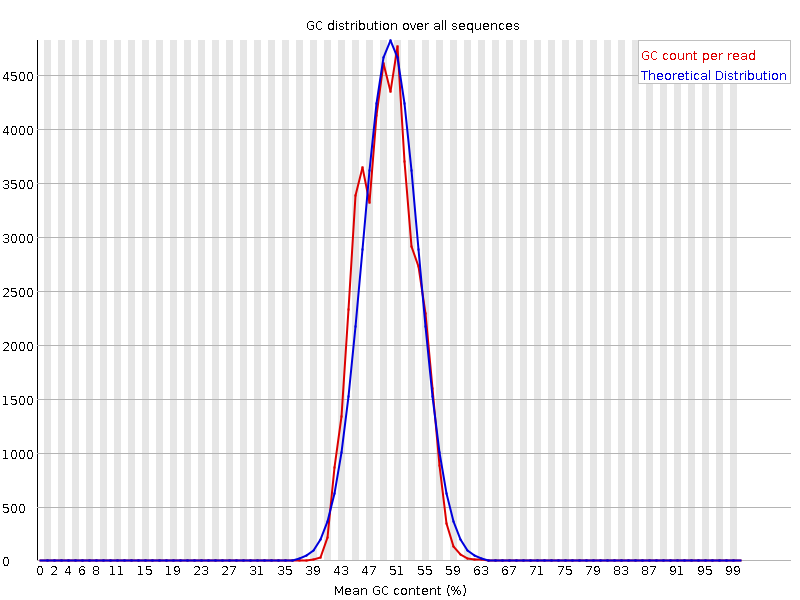 GC distribution over all sequences
GC count per read
Theoretical Distribution
4500
4000
3500
3000
2500
2000
1500
1000
500
0
0 2 4 6 8 11 15 19 23 27 31 35 39 43 47 51 55 59 63 67 71 75 79 83 87 91 95 99
Mean GC content (%)